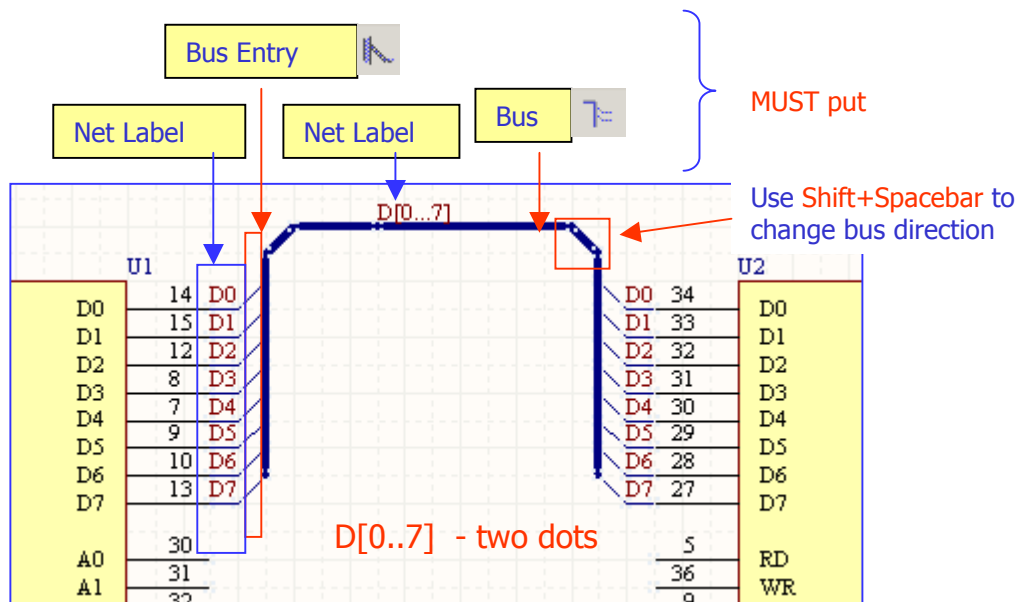 Bus Entry
MUST put
Net Label
Net Label
Bus
Use Shift+Spacebar to
change bus direction
D[0...7]
U1
U2
D0 14 D0
D1 15 D1
D2 12 D2
D3 8 D3
D4 7 D4
D5 9 D5
D6 10 D6
D7 13 D7
A0 30
A1 31
32
D0 34 D0
D1 33 D1
D2 32 D2
D3 31 D3
D4 30 D4
D5 29 D5
D6 28 D6
D7 27 D7
D[0..7] - two dots
5 RD
36 WR
9